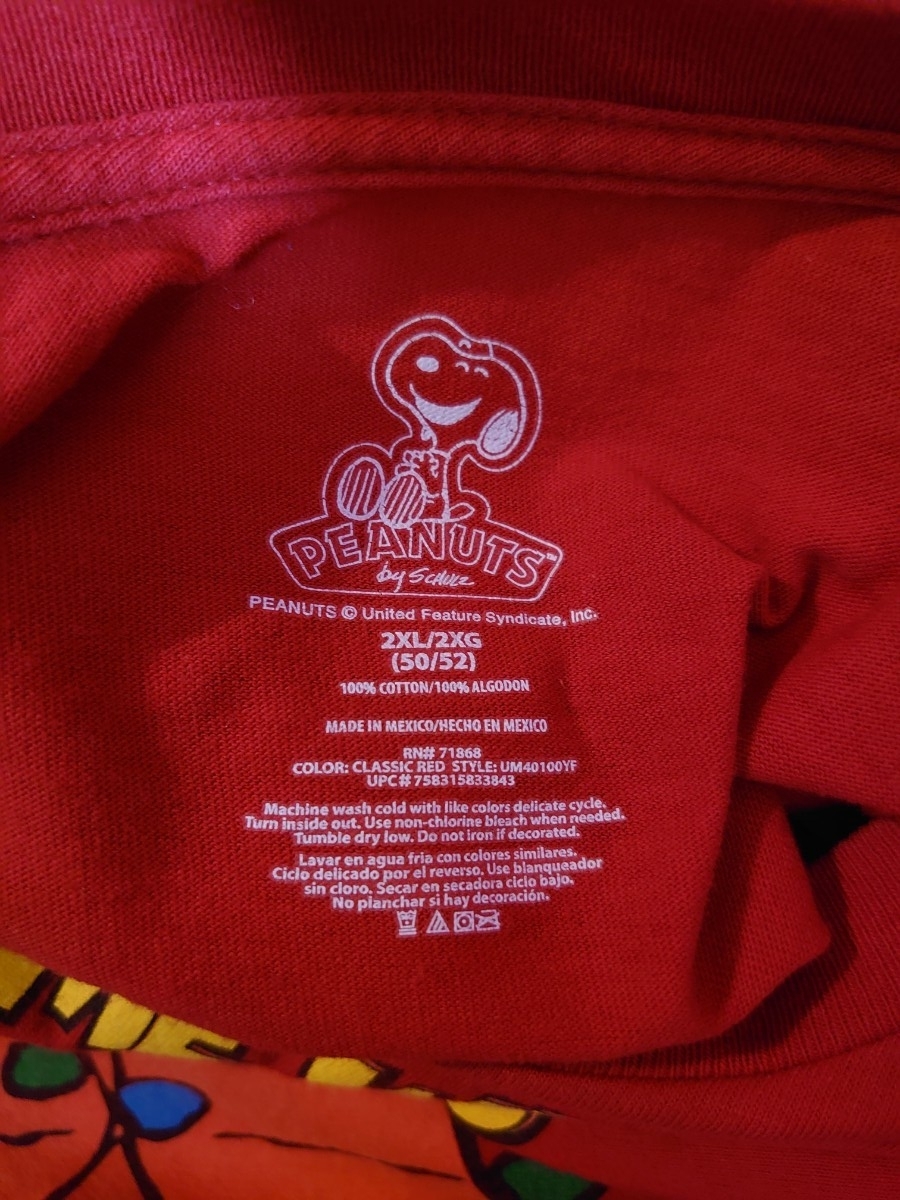 PEANUTS™
by SCHULZ
PEANUTS © United Feature Syndicate, Inc.
2XL/2XG
(50/52)
100% COTTON/100% ALGODON
MADE IN MEXICO/HECHO EN MEXICO
RN# 71868
COLOR: CLASSIC RED STYLE: UM40100YF
UPC# 758315833843
Machine wash cold with like colors delicate cycle.
Turn inside out. Use non-chlorine bleach when needed.
Tumble dry low. Do not iron if decorated.
Lavar en agua fria con colores similares.
Ciclo delicado por el reverso. Use blanqueador
sin cloro. Secar en secadora ciclo bajo.
No planchar si hay decoración.